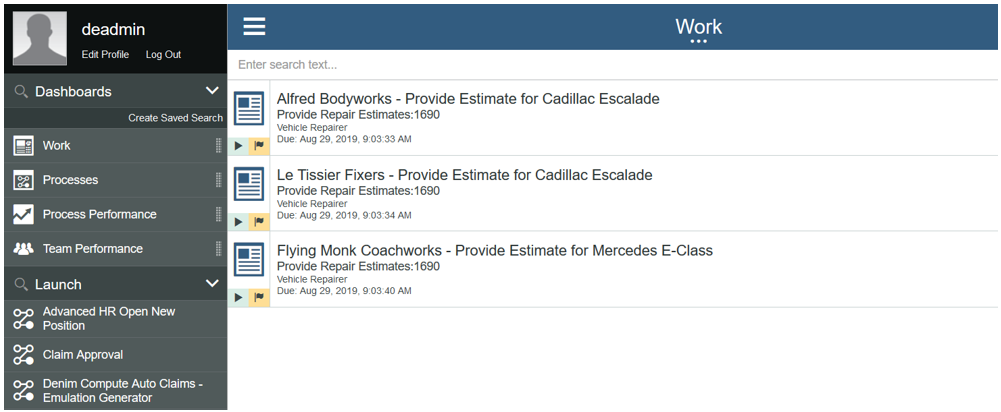 deadmin
Edit Profile Log Out
Dashboards
Create Saved Search
Work
Processes
Process Performance
Team Performance
Launch
Advanced HR Open New
Position
Claim Approval
Denim Compute Auto Claims -
Emulation Generator
Work
Enter search text...
Alfred Bodyworks - Provide Estimate for Cadillac Escalade
Provide Repair Estimates:1690
Vehicle Repairer
Due: Aug 29, 2019, 9:03:33 AM
Le Tissier Fixers - Provide Estimate for Cadillac Escalade
Provide Repair Estimates:1690
Vehicle Repairer
Due: Aug 29, 2019, 9:03:34 AM
Flying Monk Coachworks - Provide Estimate for Mercedes E-Class
Provide Repair Estimates:1690
Vehicle Repairer
Due: Aug 29, 2019, 9:03:40 AM